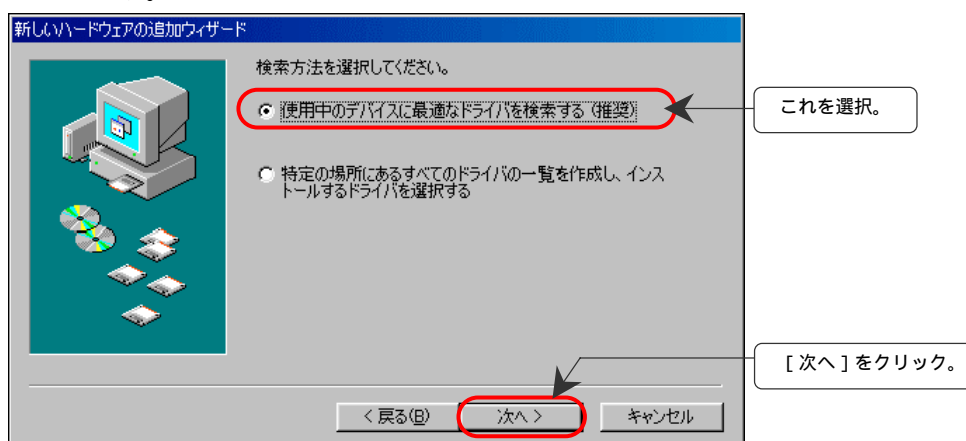 新しいハードウェアの追加ウィザード
検索方法を選択してください。
使用中のデバイスに最適なドライバを検索する（推奨）
これを選択。
特定の場所にあるすべてのドライバの一覧を作成し、インス
トールするドライバを選択する
［次へ］をクリック。
< 戻る(B)
次へ >
キャンセル